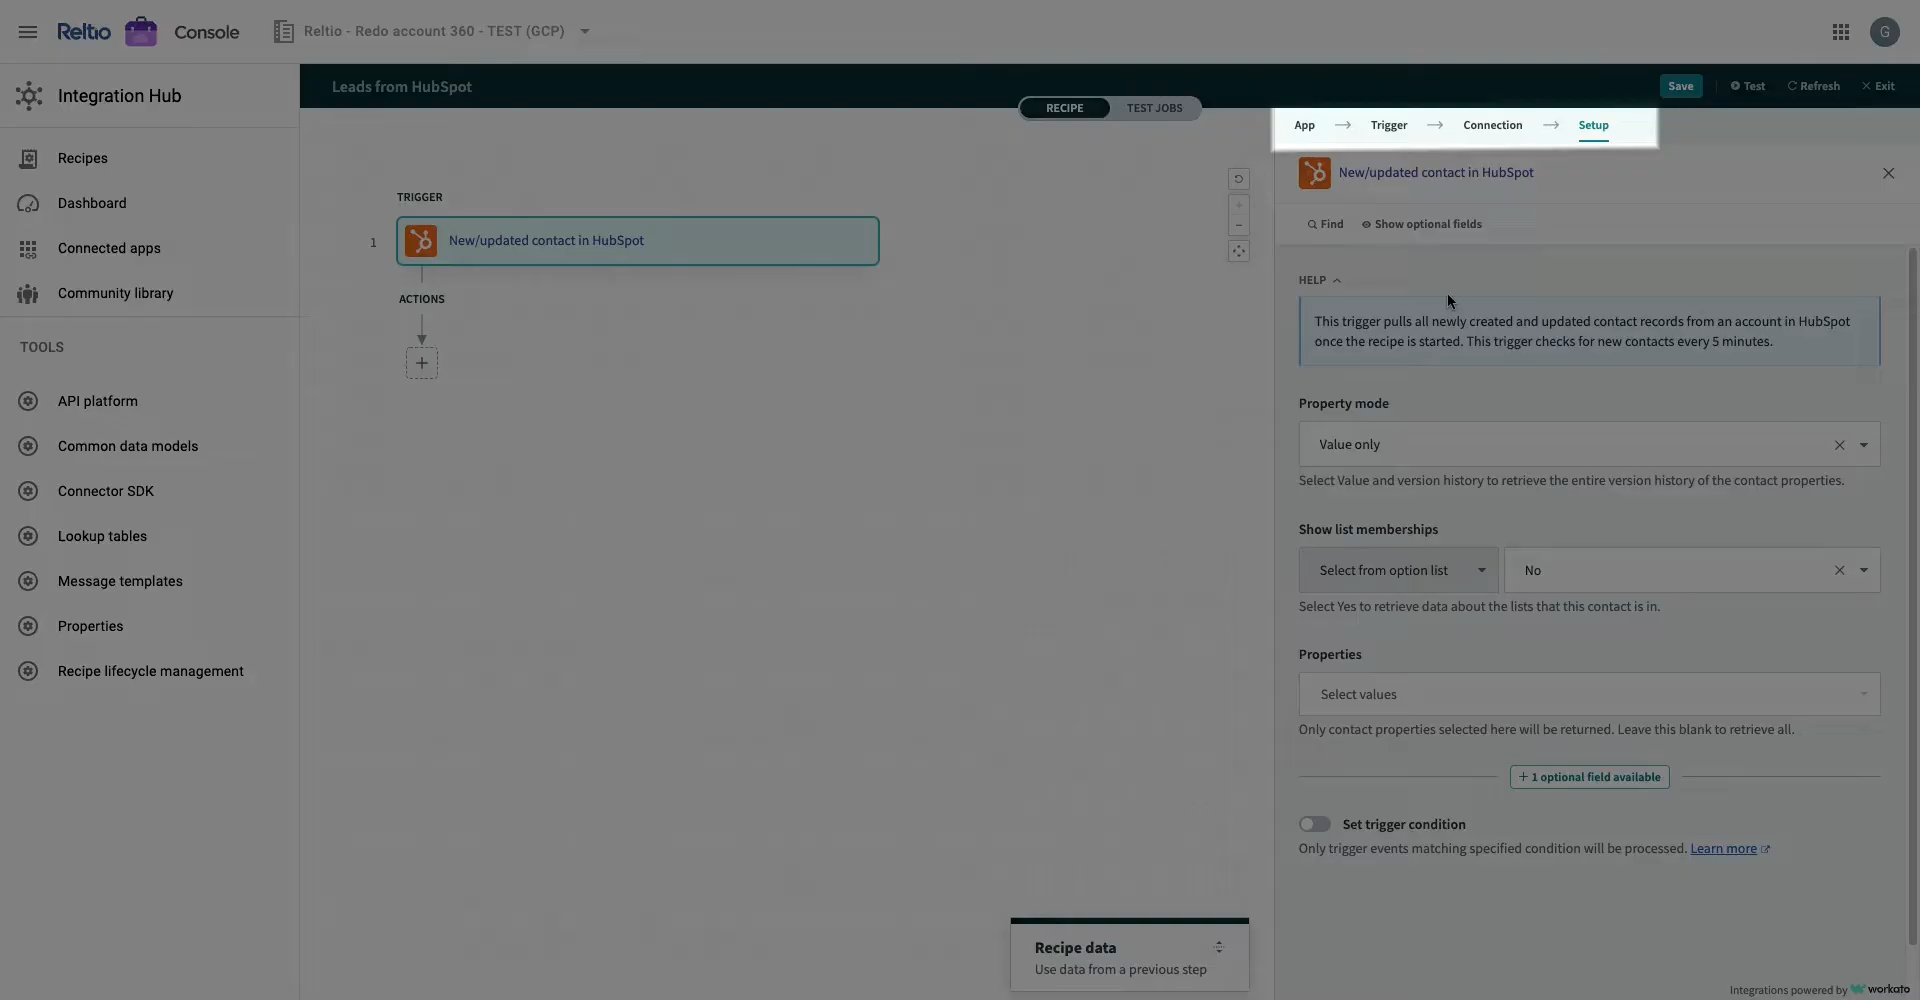 Reltio Console Reltio - Redo account 360 - TEST (GCP) G
Integration Hub
Recipes
Dashboard
Connected apps
Community library
TOOLS
API platform
Common data models
Connector SDK
Lookup tables
Message templates
Properties
Recipe lifecycle management
Leads from HubSpot
Save Test Refresh Exit
RECIPE TEST JOBS
TRIGGER
1 New/updated contact in HubSpot
ACTIONS
Recipe data
Use data from a previous step
App Trigger Connection Setup
New/updated contact in HubSpot
Find Show optional fields
HELP
This trigger pulls all newly created and updated contact records from an account in HubSpot
once the recipe is started. This trigger checks for new contacts every 5 minutes.
Property mode
Value only
Select Value and version history to retrieve the entire version history of the contact properties.
Show list memberships
Select from option list No
Select Yes to retrieve data about the lists that this contact is in.
Properties
Select values
Only contact properties selected here will be returned. Leave this blank to retrieve all.
+ 1 optional field available
Set trigger condition
Only trigger events matching specified condition will be processed. Learn more
Integrations powered by workato